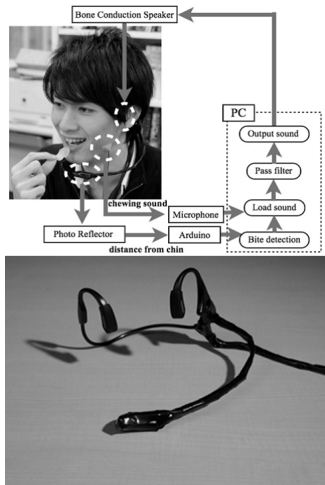 Bone Conduction Speaker
PC
Output sound
Pass filter
chewing sound
Microphone
Load sound
Photo Reflector
Arduino
Bite detection
distance from chin